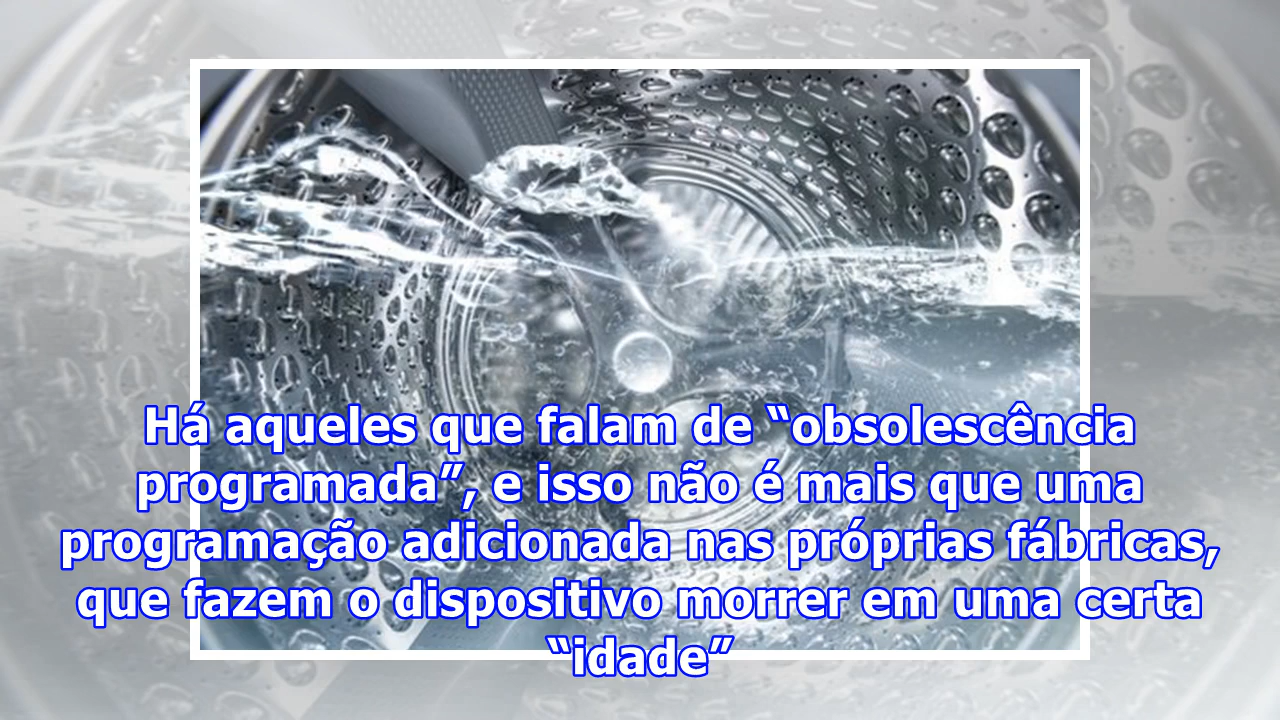 Há aqueles que falam de “obsolescência
programada”, e isso não é mais que uma
programação adicionada nas próprias fábricas,
que fazem o dispositivo morrer em uma certa
“idade”